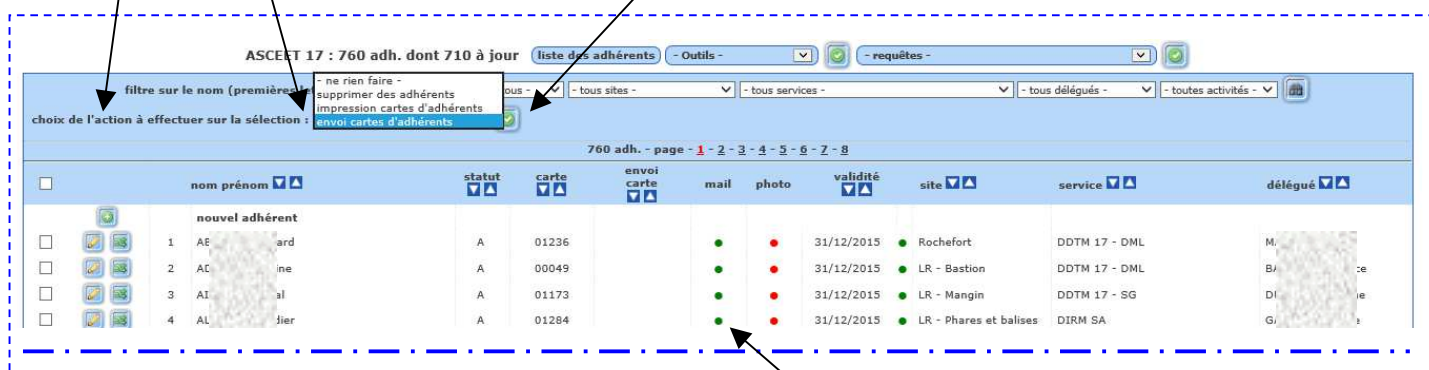 ASCEET 17 : 760 adh. dont 710 à jour liste des adhérents - Outils - - requêtes -
filtre sur le nom (premières let - tous sites - - tous services - - tous délégués - - toutes activités -
- ne rien faire -
supprimer des adhérents
impression cartes d'adhérents
envoi cartes d'adhérents
choix de l'action à effectuer sur la sélection :
760 adh. - page - 1 - 2 - 3 - 4 - 5 - 6 - 7 - 8
nom prénom statut carte envoi carte mail photo validité site service délégué
nouvel adhérent
1 ard A 01236 31/12/2015 Rochefort DDTM 17 - DML
2 ine A 00049 31/12/2015 LR - Bastion DDTM 17 - DML ce
3 al A 01173 31/12/2015 LR - Mangin DDTM 17 - SG
4 dier A 01284 31/12/2015 LR - Phares et balises DIRM SA